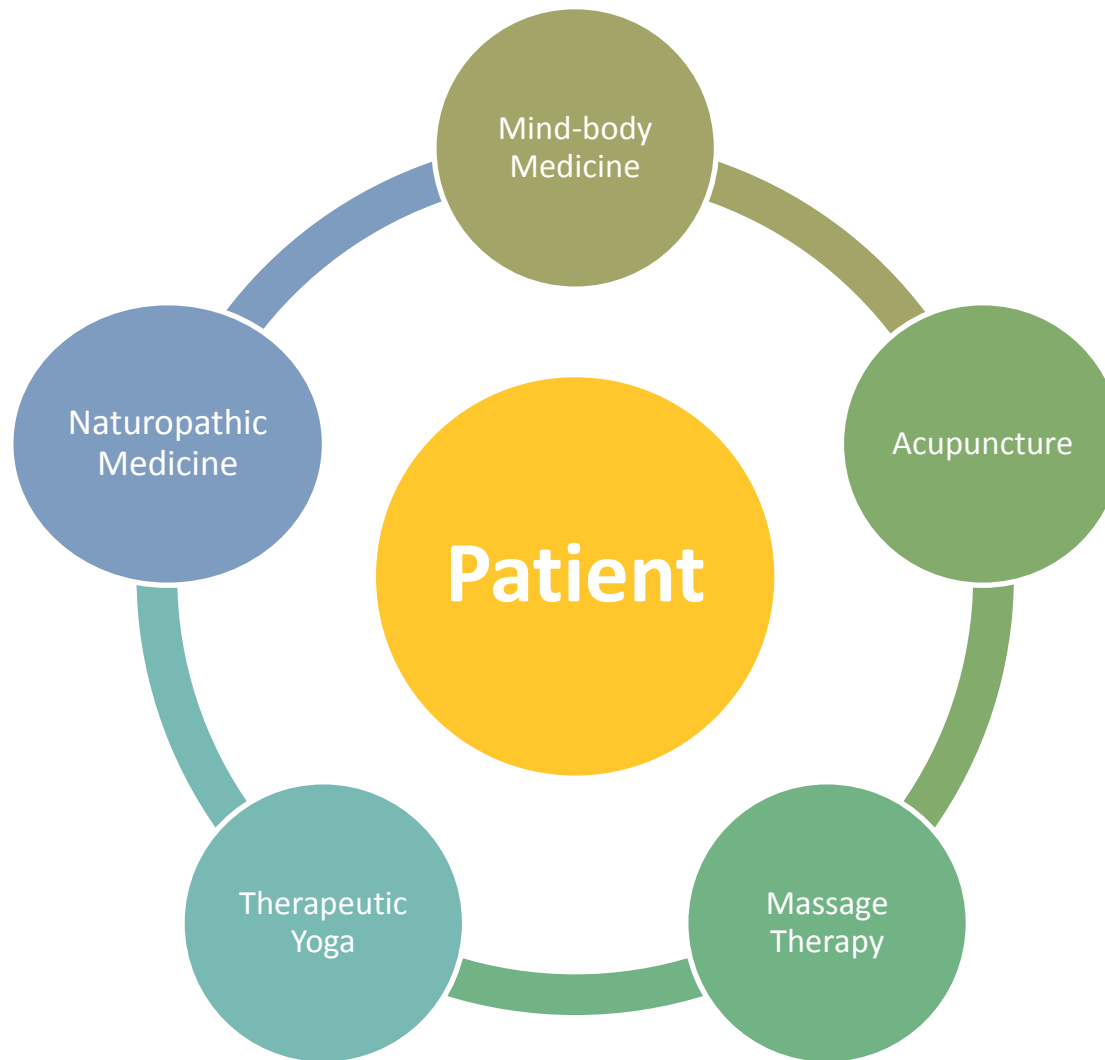 Mind-body
Medicine
Naturopathic
Medicine
Acupuncture
Patient
Therapeutic
Yoga
Massage
Therapy